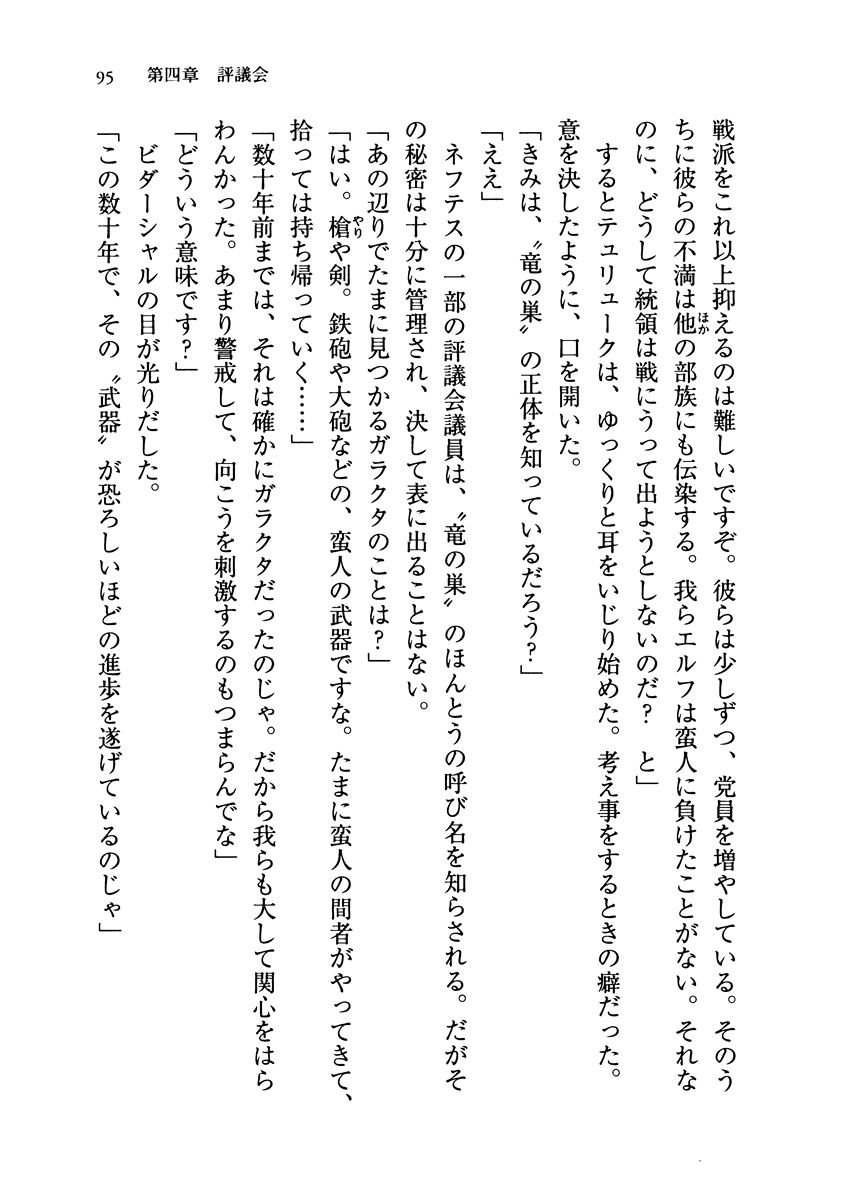 95　第四章　評議会
戦派をこれ以上抑えるのは難しいですぞ。彼らは少しずつ、党員を増やしている。そのう
ちに彼らの不満は他の部族にも伝染する。我らエルフは蛮人に負けたことがない。それな
のに、どうして統領は戦にうって出ようとしないのだ？　と」
　するとテュリュークは、ゆっくりと耳をいじり始めた。考え事をするときの癖だった。
意を決したように、口を開いた。
「きみは、〝竜の巣〟の正体を知っているだろう？」
「ええ」
　ネフテスの一部の評議会議員は、〝竜の巣〟のほんとうの呼び名を知らされる。だがそ
の秘密は十分に管理され、決して表に出ることはない。
「あの辺りでたまに見つかるガラクタのことは？」
「はい。槍や剣。鉄砲や大砲などの、蛮人の武器ですな。たまに蛮人の間者がやってきて、
拾っては持ち帰っていく……」
「数十年前までは、それは確かにガラクタだったのじゃ。だから我らも大して関心をはら
わんかった。あまり警戒して、向こうを刺激するのもつまらんでな」
「どういう意味です？」
　ビダーシャルの目が光りだした。
「この数十年で、その〝武器〟が恐ろしいほどの進歩を遂げているのじゃ」